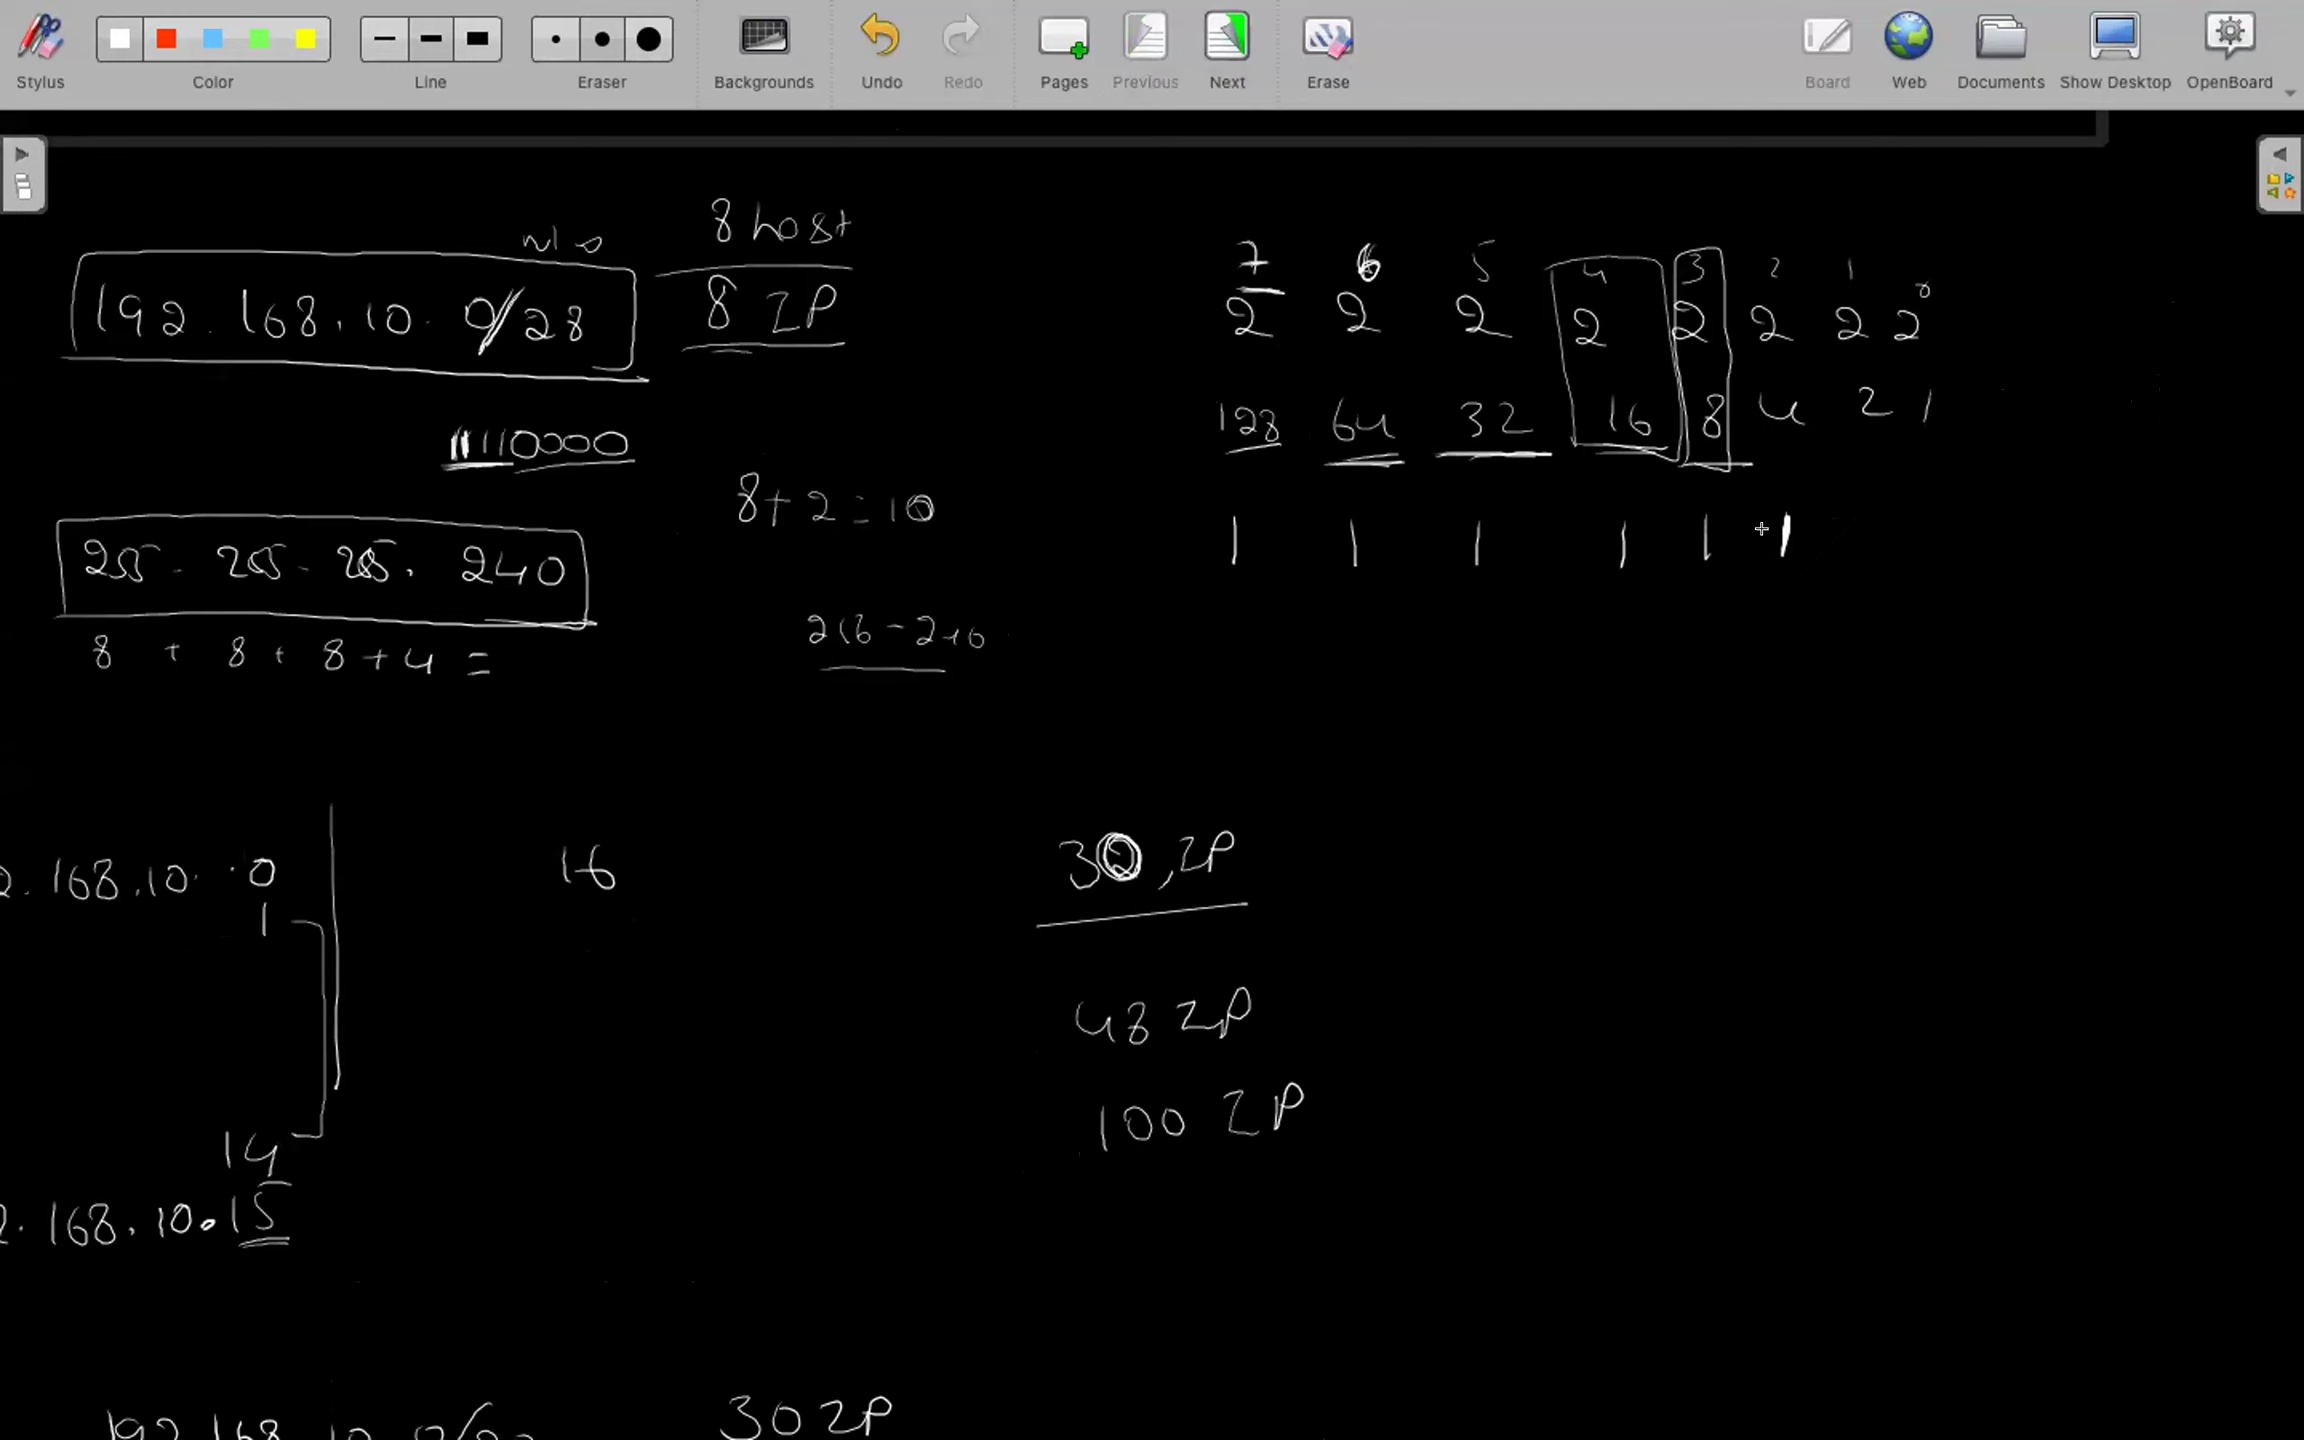 Stylus Color Line Eraser Backgrounds Undo Redo Pages Previous Next Erase Board Web Documents Show Desktop OpenBoard
8 host
192.168.10.0/28
8 IP
11110000
8+2=10
255.255.255.240
8 + 8 + 8 + 4 =
7 6 5 4 3 2 1 0
2 2 2 2 2 2 2 2
128 64 32 16 8 4 2 1
1 1 1 1 1 1
.168.10.0
1
14
.168.10.15
16
30, IP
48 IP
100 IP
30 IP